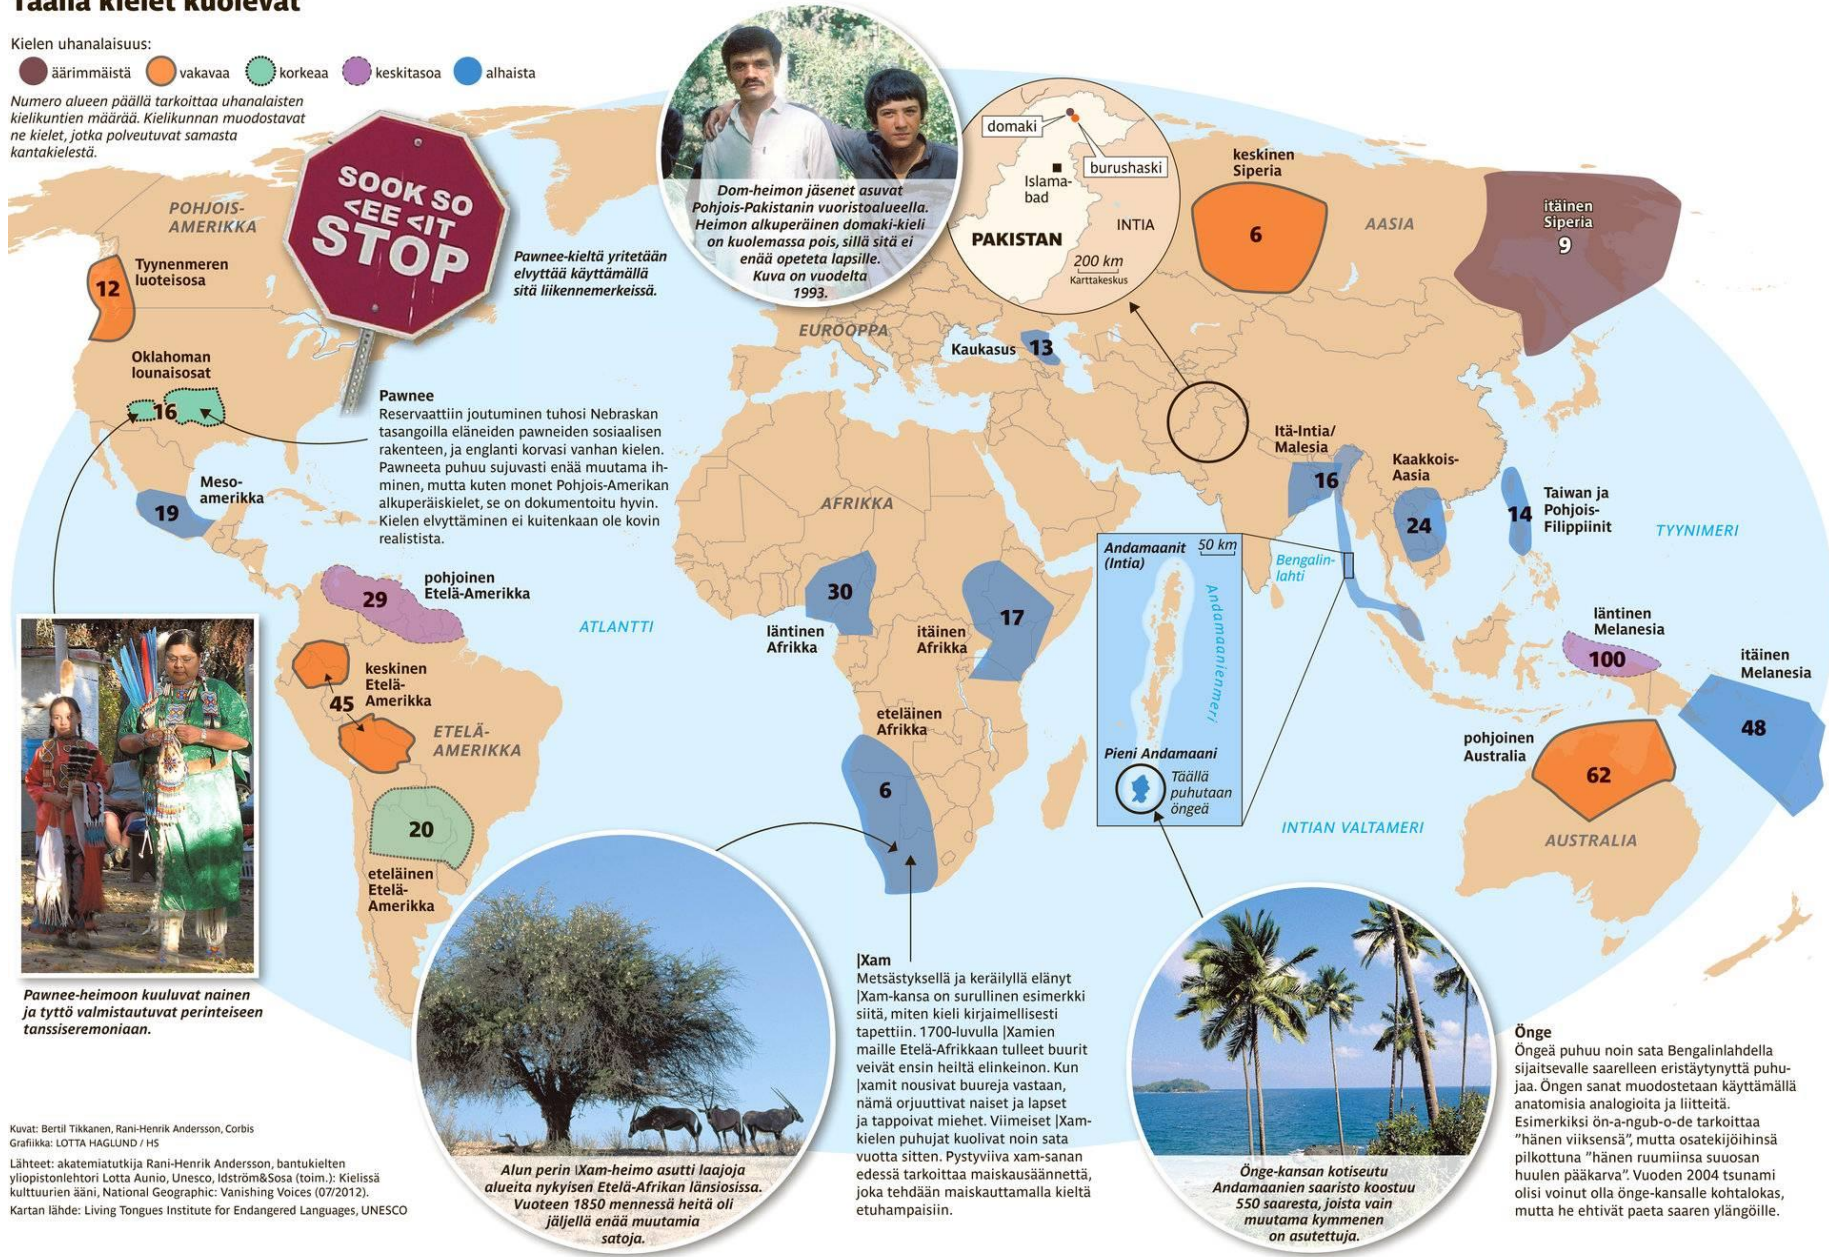 Täällä kielet kuolevat
Kielen uhanalaisuus:
äärimmäistä
vakavaa
korkeaa
keskitasoa
alhaista
Numero alueen päällä tarkoittaa uhanalaisten
kielikuntien määrää. Kielikunnan muodostavat
ne kielet, jotka polveutuvat samasta
kantakielestä.
POHJOIS-
AMERIKKA
SOOK SO
<EE <IT
STOP
Pawnee-kieltä yritetään
elvyttää käyttämällä
sitä liikennemerkeissä.
Dom-heimon jäsenet asuvat
Pohjois-Pakistanin vuoristoalueella.
Heimon alkuperäinen domaki-kieli
on kuolemassa pois, sillä sitä ei
enää opeteta lapsille.
Kuva on vuodelta
1993.
domaki
burushaski
Islama-
bad
INTIA
PAKISTAN
200 km
Karttakeskus
keskinen
Siperia
6
AASIA
itäinen
Siperia
9
12
Tyynenmeren
luoteisosa
Oklahoman
lounaisosat
16
EUROOPPA
Kaukasus
13
Pawnee
Reservaattiin joutuminen tuhosi Nebraskan
tasangoilla eläneiden pawneiden sosiaalisen
rakenteen, ja englanti korvasi vanhan kielen.
Pawneeta puhuu sujuvasti enää muutama ih-
minen, mutta kuten monet Pohjois-Amerikan
alkuperäiskielet, se on dokumentoitu hyvin.
Kielen elvyttäminen ei kuitenkaan ole kovin
realistista.
Meso-
amerikka
19
AFRIKKA
Itä-Intia/
Malesia
16
Kaakkois-
Aasia
24
14
Taiwan ja
Pohjois-
Filippiinit
TYYNIMERI
pohjoinen
Etelä-Amerikka
29
ATLANTTI
30
läntinen
Afrikka
17
itäinen
Afrikka
Andamaanit
(Intia)
50 km
Andamaanienmeri
Bengalin-
lahti
Pieni Andamaani
Täällä
puhutaan
öngeä
keskinen
Etelä-
Amerikka
45
ETELÄ-
AMERIKKA
eteläinen
Afrikka
6
20
eteläinen
Etelä-
Amerikka
läntinen
Melanesia
100
itäinen
Melanesia
48
pohjoinen
Australia
62
INTIAN VALTAMERI
AUSTRALIA
Pawnee-heimoon kuuluvat nainen
ja tyttö valmistautuvat perinteiseen
tanssiseremoniaan.
Alun perin |Xam-heimo asutti laajoja
alueita nykyisen Etelä-Afrikan länsiosissa.
Vuoteen 1850 mennessä heitä oli
jäljellä enää muutamia
satoja.
|Xam
Metsästyksellä ja keräilyllä elänyt
|Xam-kansa on surullinen esimerkki
siitä, miten kieli kirjaimellisesti
tapettiin. 1700-luvulla |Xamien
maille Etelä-Afrikkaan tulleet buurit
veivät ensin heiltä elinkeinon. Kun
|xamit nousivat buureja vastaan,
nämä orjuuttivat naiset ja lapset
ja tappoivat miehet. Viimeiset |Xam-
kielen puhujat kuolivat noin sata
vuotta sitten. Pystyviiva xam-sanan
edessä tarkoittaa maiskausäännettä,
joka tehdään maiskauttamalla kieltä
etuhampaisiin.
Önge-kansan kotiseutu
Andamaanien saaristo koostuu
550 saaresta, joista vain
muutama kymmenen
on asutettuja.
Önge
Öngeä puhuu noin sata Bengalinlahdella
sijaitsevalle saarelleen eristäytynyttä puhu-
jaa. Öngen sanat muodostetaan käyttämällä
anatomisia analogioita ja liitteitä.
Esimerkiksi ön-a-ngub-o-de tarkoittaa
”hänen viiksensä”, mutta osatekijöihinsä
pilkottuna ”hänen ruumiinsa suuosan
huulen pääkarva”. Vuoden 2004 tsunami
olisi voinut olla önge-kansalle kohtalokas,
mutta he ehtivät paeta saaren ylängöille.
Kuvat: Bertil Tikkanen, Rani-Henrik Andersson, Corbis
Grafiikka: LOTTA HAGLUND / HS
Lähteet: akatemiatutkija Rani-Henrik Andersson, bantukielten
yliopistonlehtori Lotta Aunio, Unesco, Idström&Sosa (toim.): Kielissä
kulttuurien ääni, National Geographic: Vanishing Voices (07/2012).
Kartan lähde: Living Tongues Institute for Endangered Languages, UNESCO